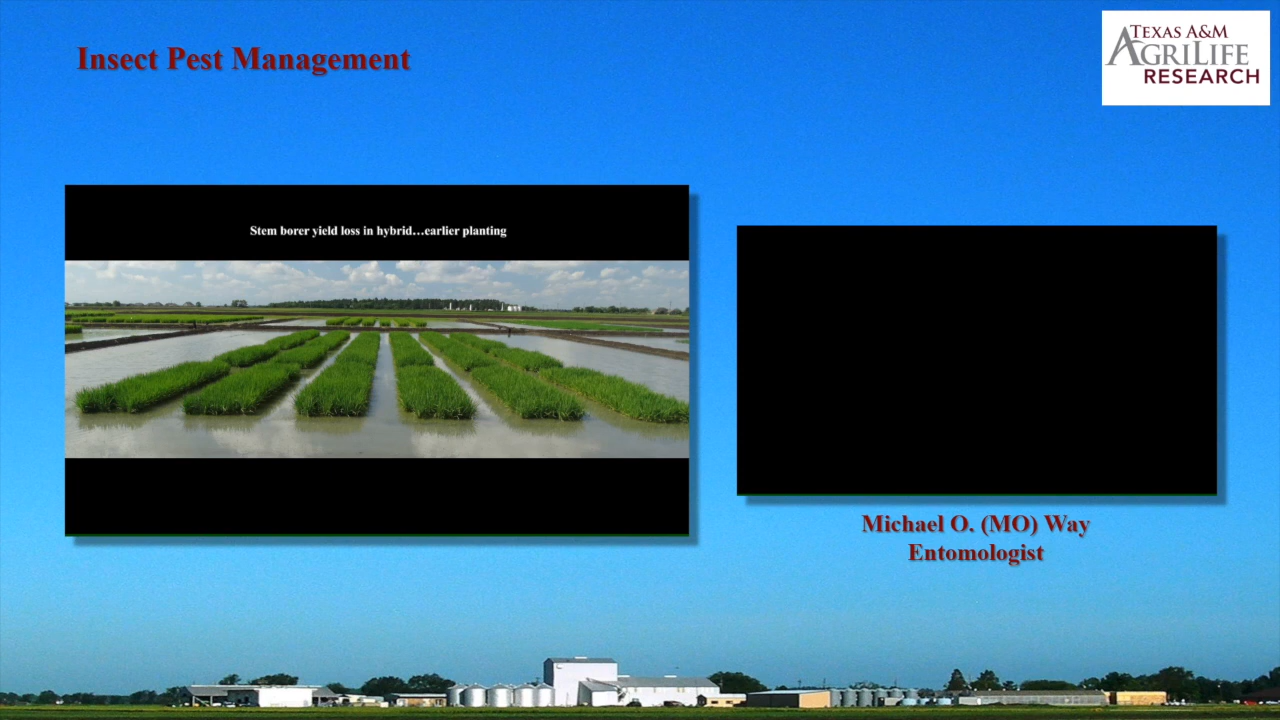 Insect Pest Management
TEXAS A&M
AGRILIFE
RESEARCH
Stem borer yield loss in hybrid…earlier planting
Michael O. (MO) Way
Entomologist